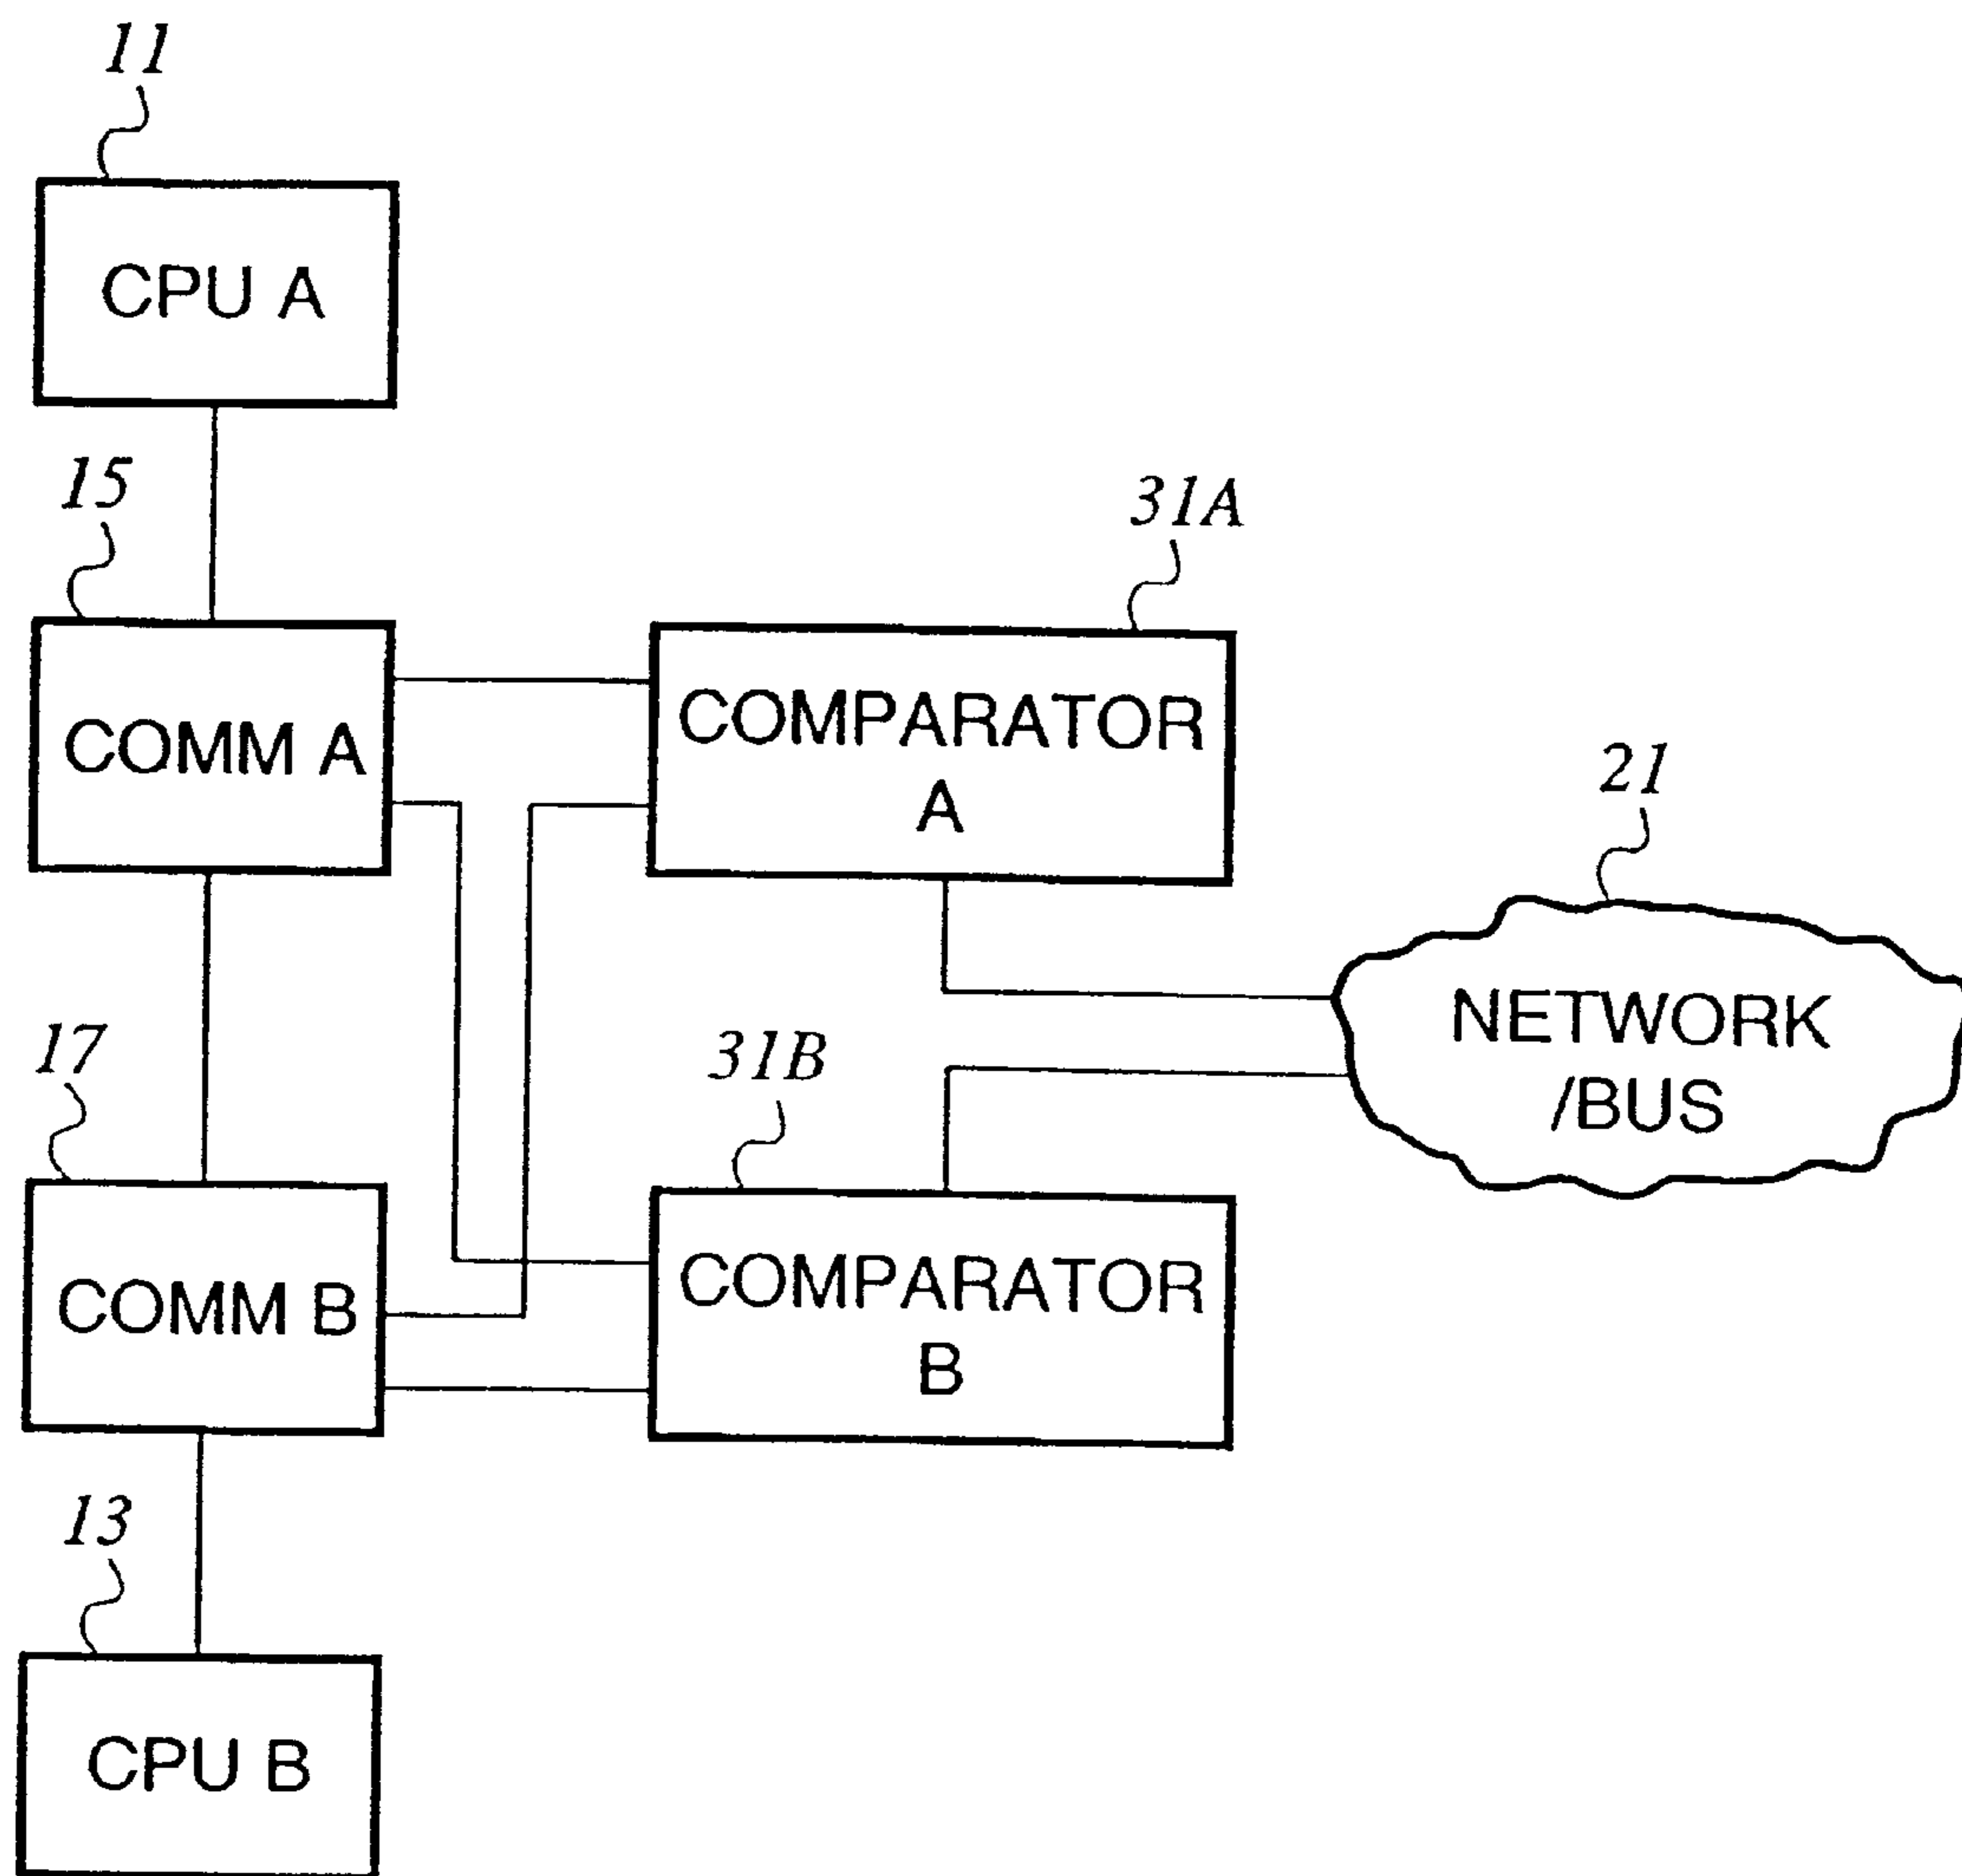 11
CPU A
15
31A
COMM A
COMPARATOR
A
21
NETWORK
/BUS
17
31B
COMM B
COMPARATOR
B
13
CPU B